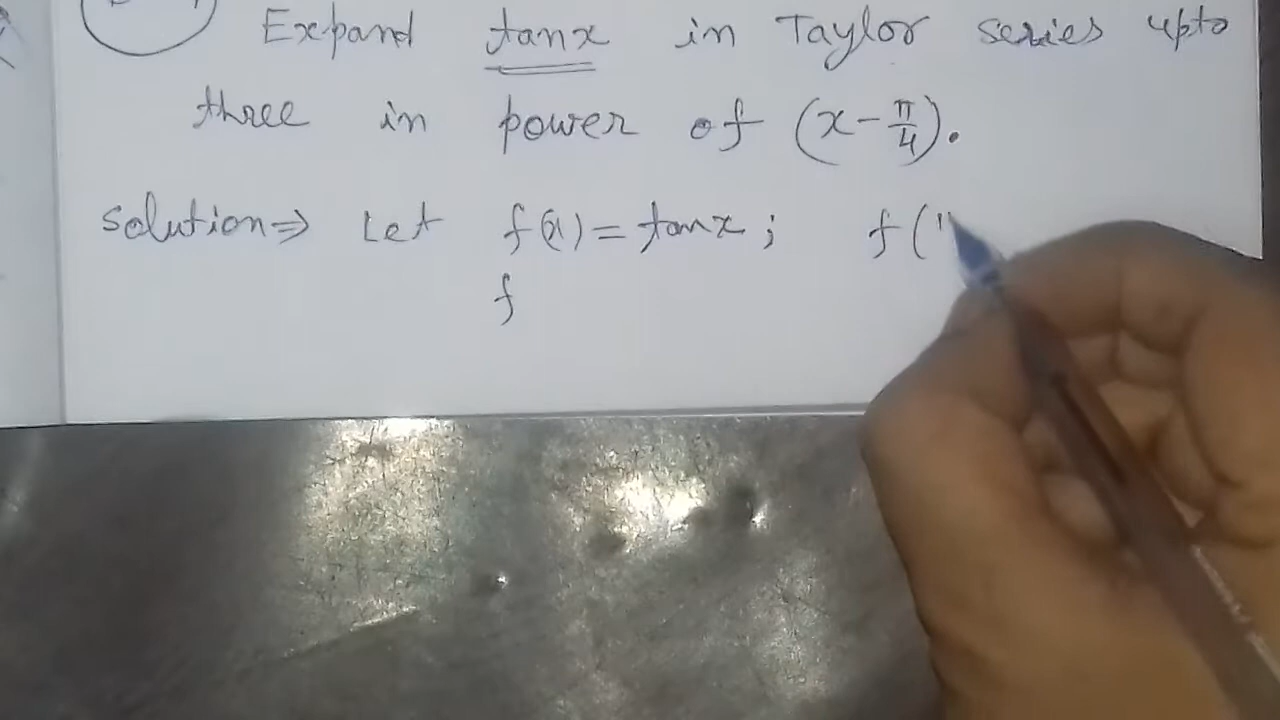 Expand tanx in Taylor series upto
three in power of (x - π/4).
Solution ⇒ Let f(x) = tanx ; f(
f